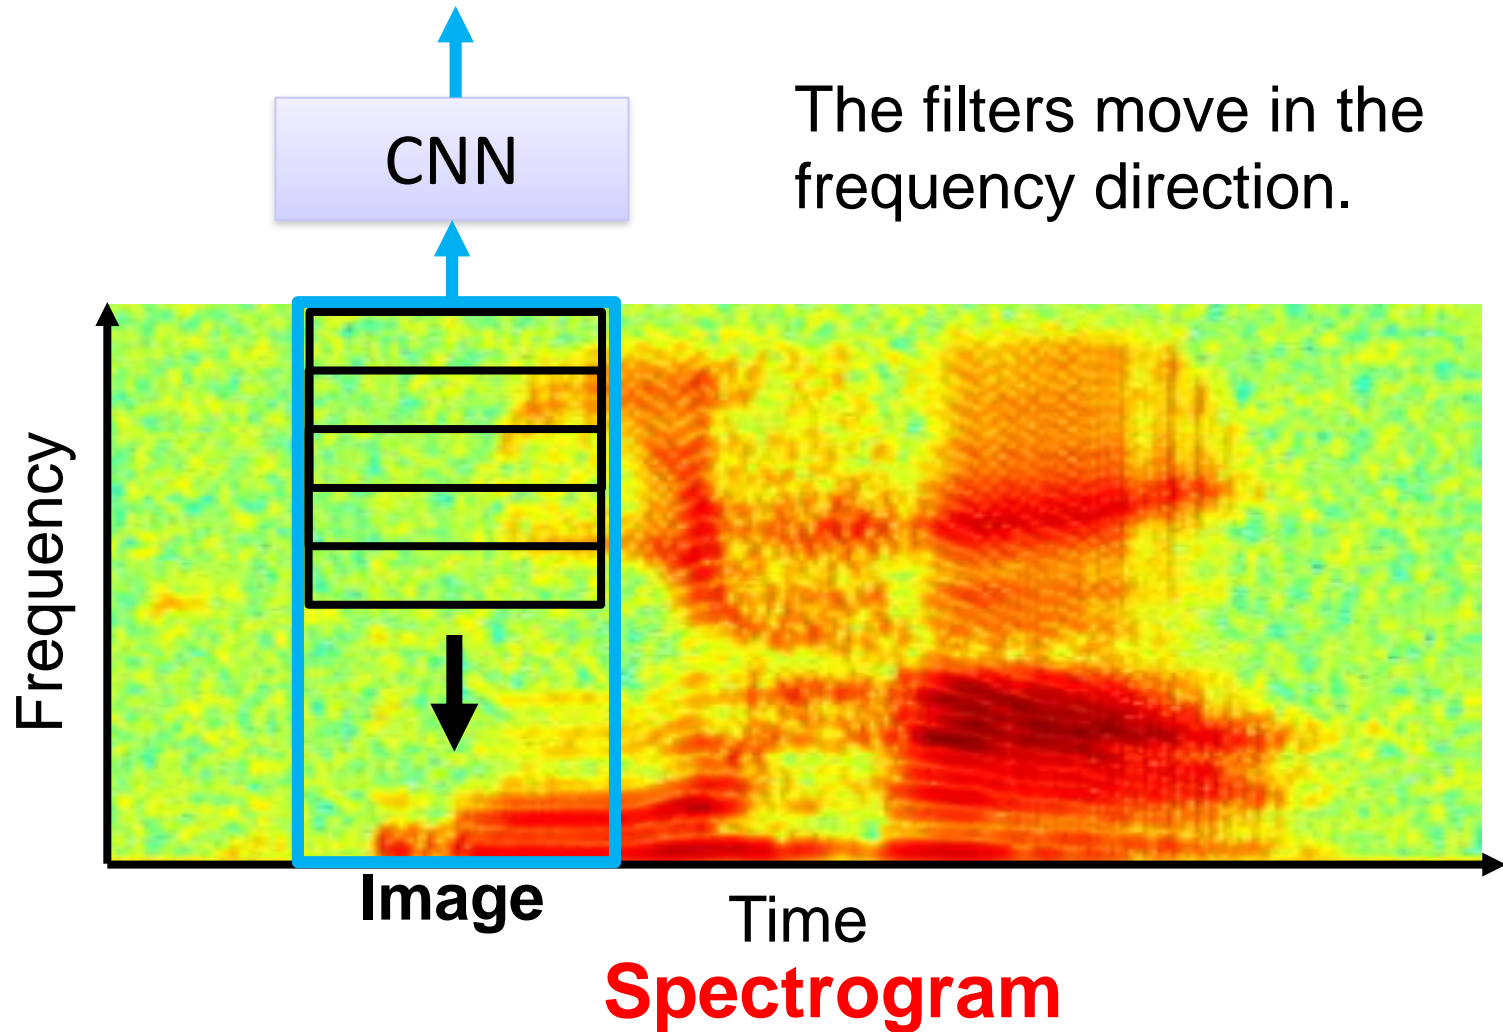 CNN
The filters move in the
frequency direction.
Frequency
Image
Time
Spectrogram